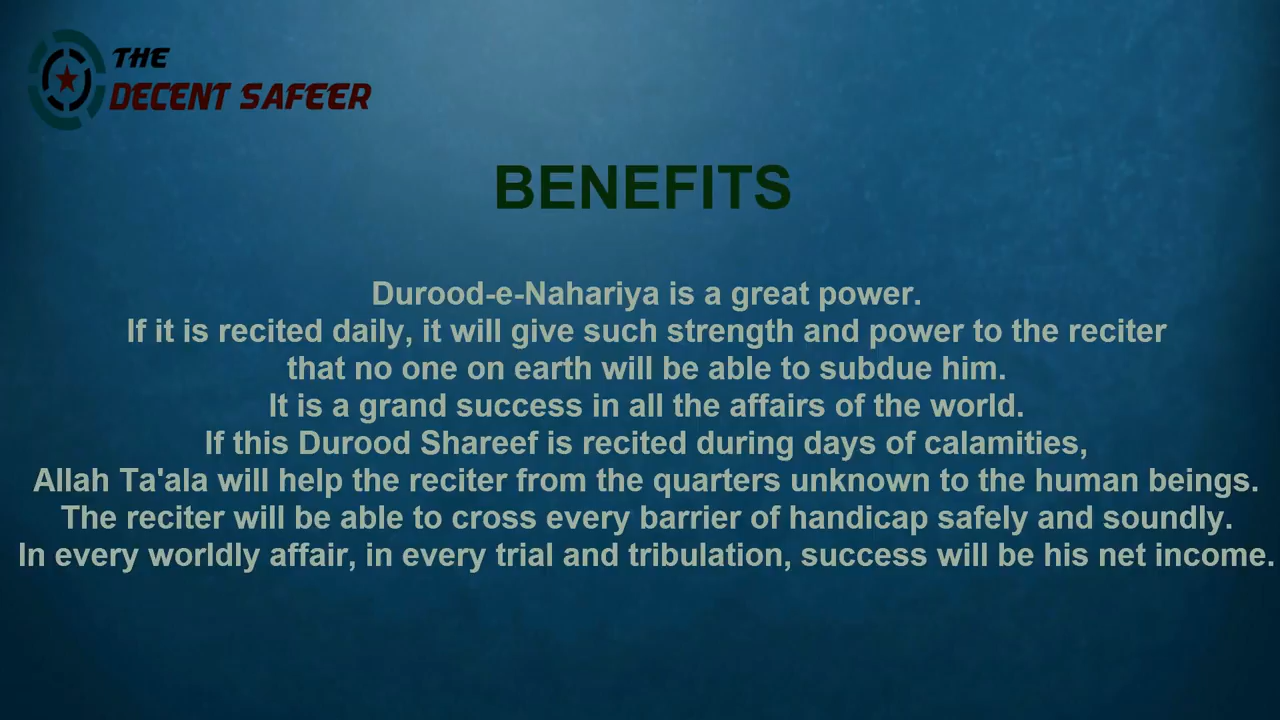 THE
DECENT SAFEER
BENEFITS
Durood-e-Nahariya is a great power.
If it is recited daily, it will give such strength and power to the reciter
that no one on earth will be able to subdue him.
It is a grand success in all the affairs of the world.
If this Durood Shareef is recited during days of calamities,
Allah Ta'ala will help the reciter from the quarters unknown to the human beings.
The reciter will be able to cross every barrier of handicap safely and soundly.
In every worldly affair, in every trial and tribulation, success will be his net income.